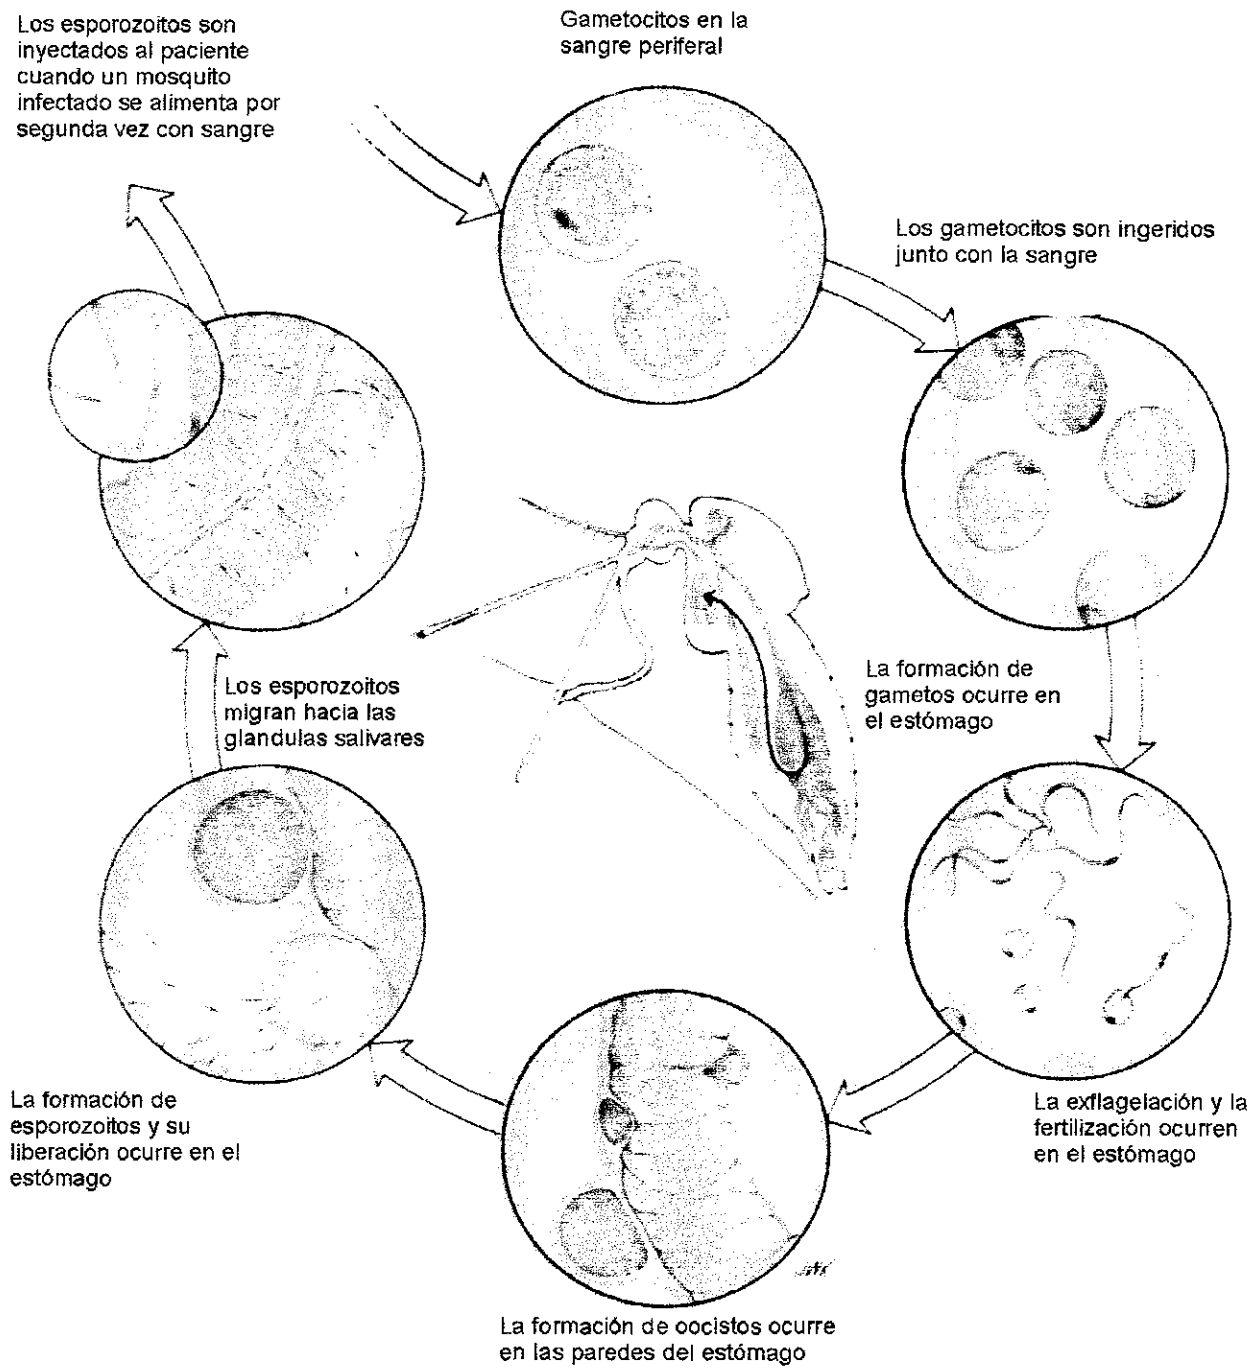 Los esporozoitos son
inyectados al paciente
cuando un mosquito
infectado se alimenta por
segunda vez con sangre
Gametocitos en la
sangre periferal
Los gametocitos son ingeridos
junto con la sangre
La formación de
gametos ocurre en
el estómago
Los esporozoitos
migran hacia las
glandulas salivares
La exflagelación y la
fertilización ocurren
en el estómago
La formación de
esporozoitos y su
liberación ocurre en el
estómago
La formación de oocistos ocurre
en las paredes del estómago